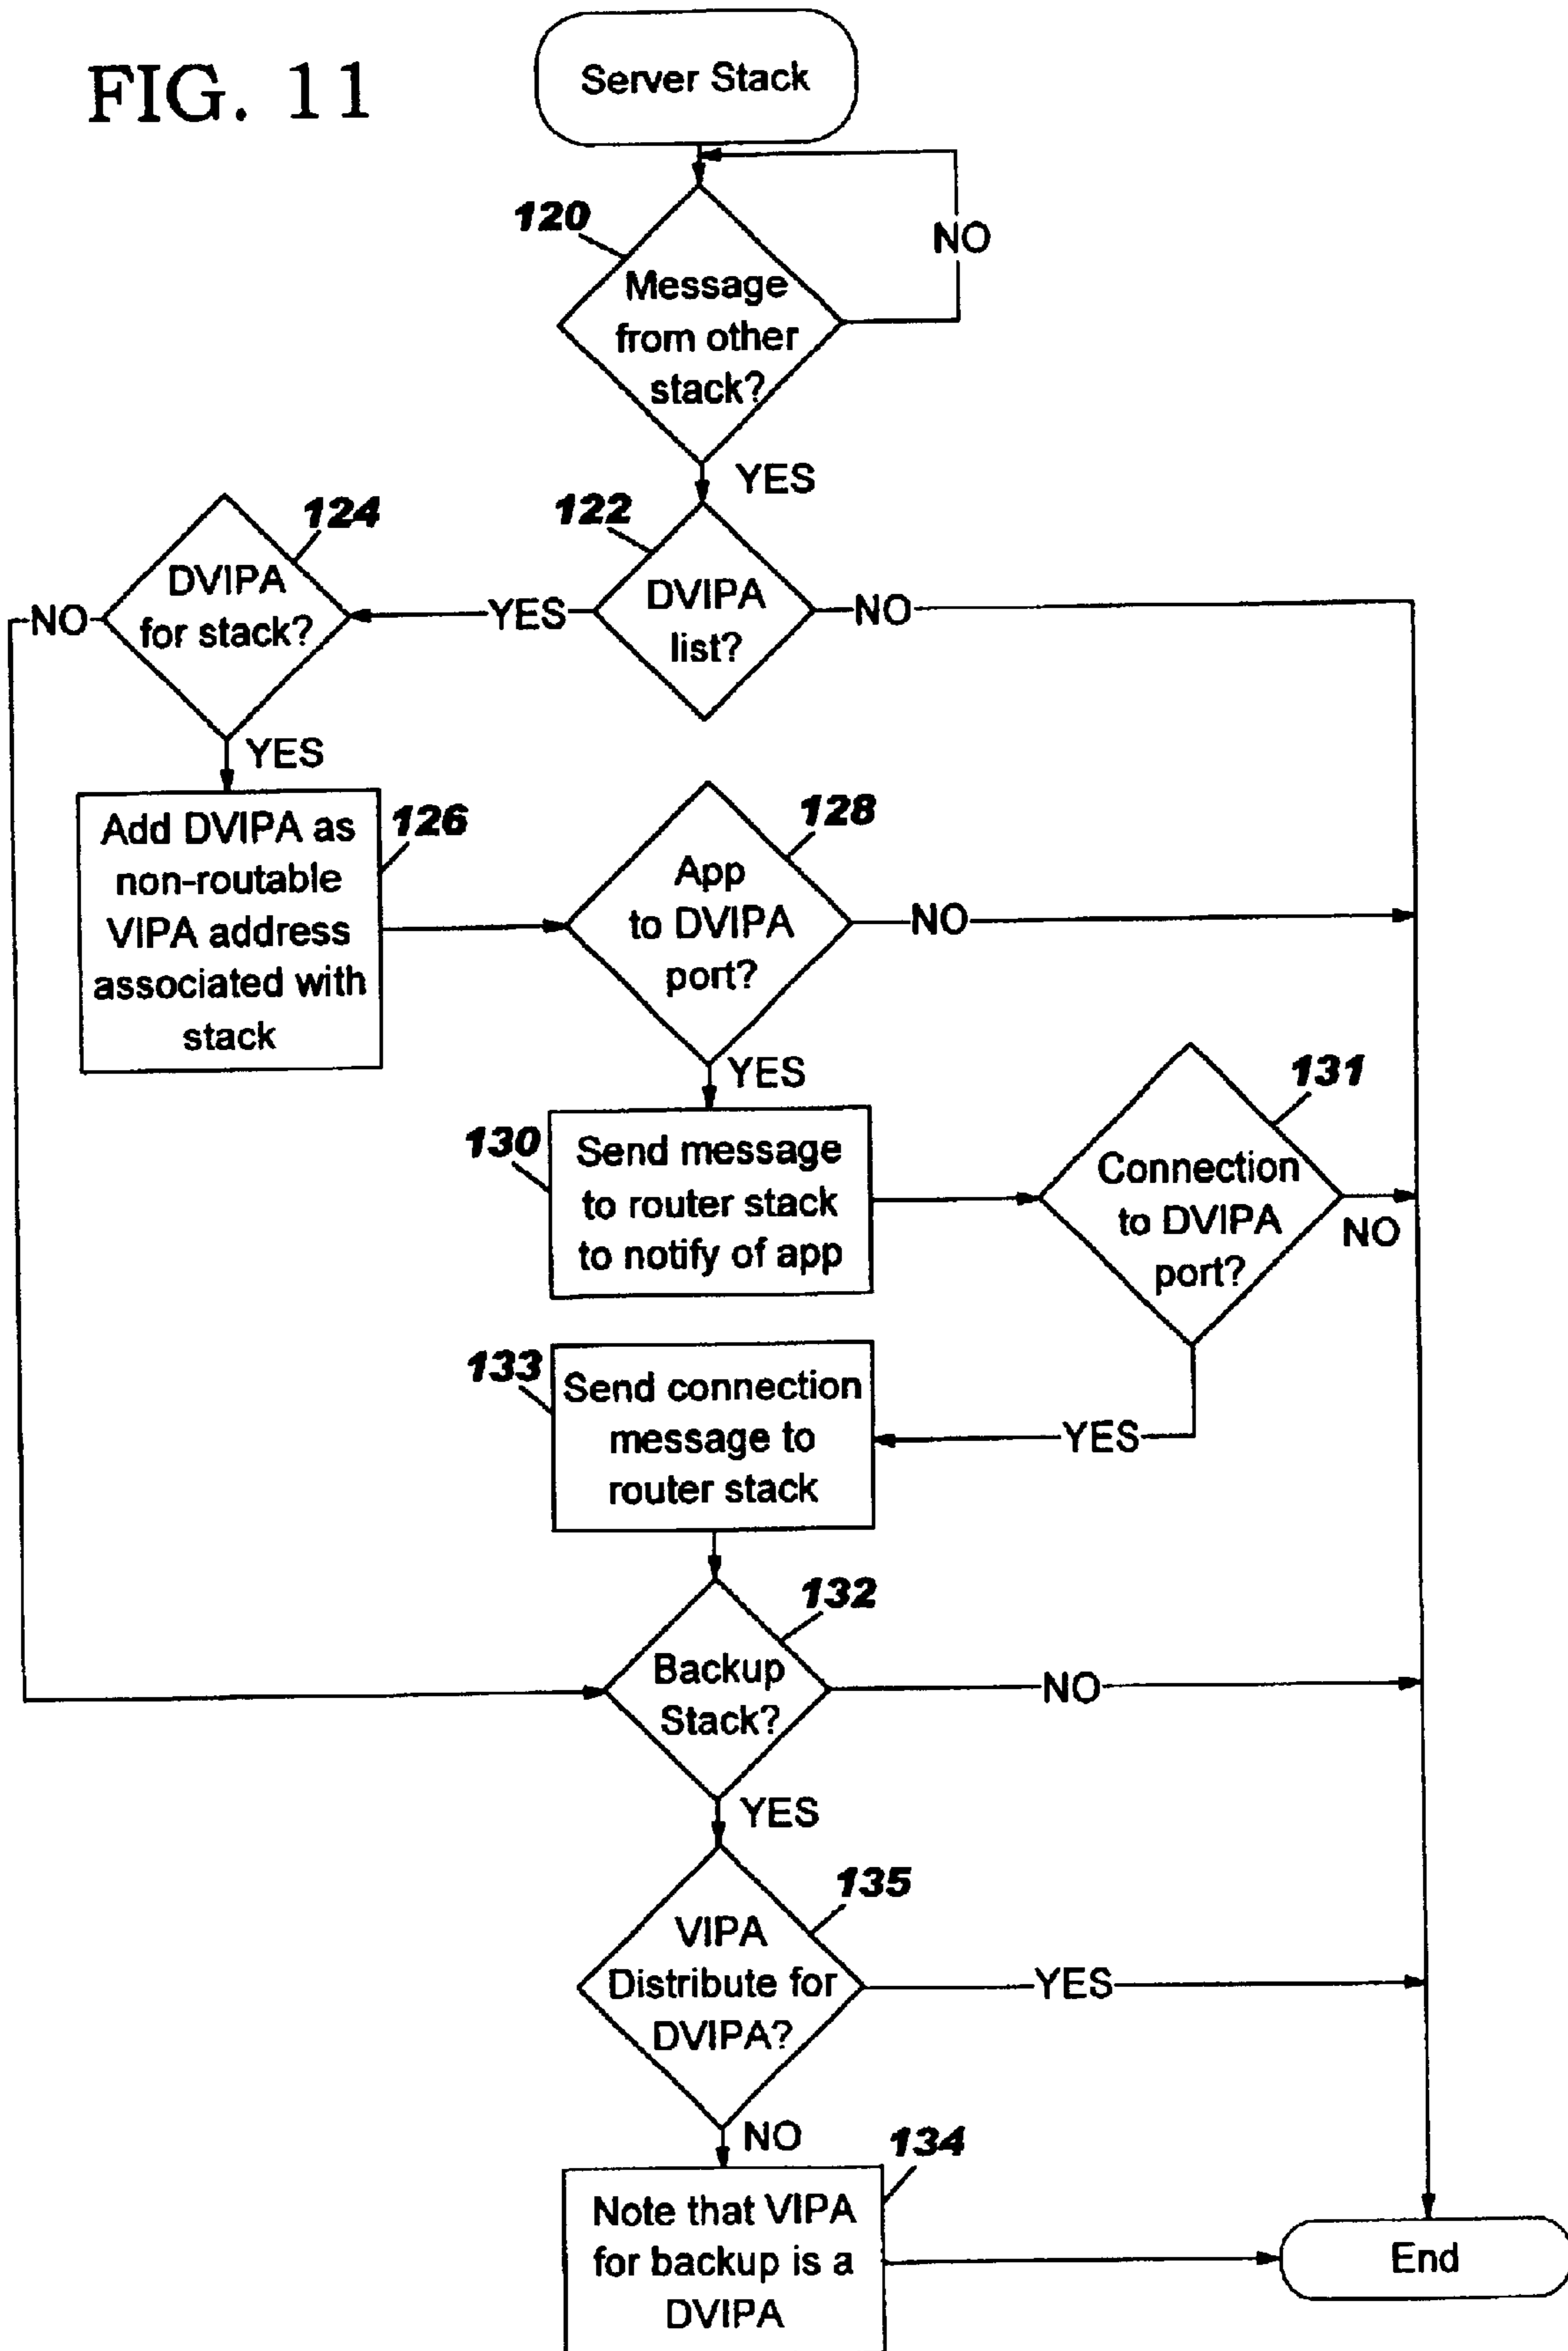 FIG. 11
Server Stack
120
Message
from other
stack?
NO
YES
122
DVIPA
list?
YES
NO
124
DVIPA
for stack?
NO
YES
Add DVIPA as
non-routable
VIPA address
associated with
stack
126
128
App
to DVIPA
port?
NO
YES
130
Send message
to router stack
to notify of app
131
Connection
to DVIPA
port?
NO
YES
133
Send connection
message to
router stack
132
Backup
Stack?
NO
YES
135
VIPA
Distribute for
DVIPA?
YES
NO
134
Note that VIPA
for backup is a
DVIPA
End